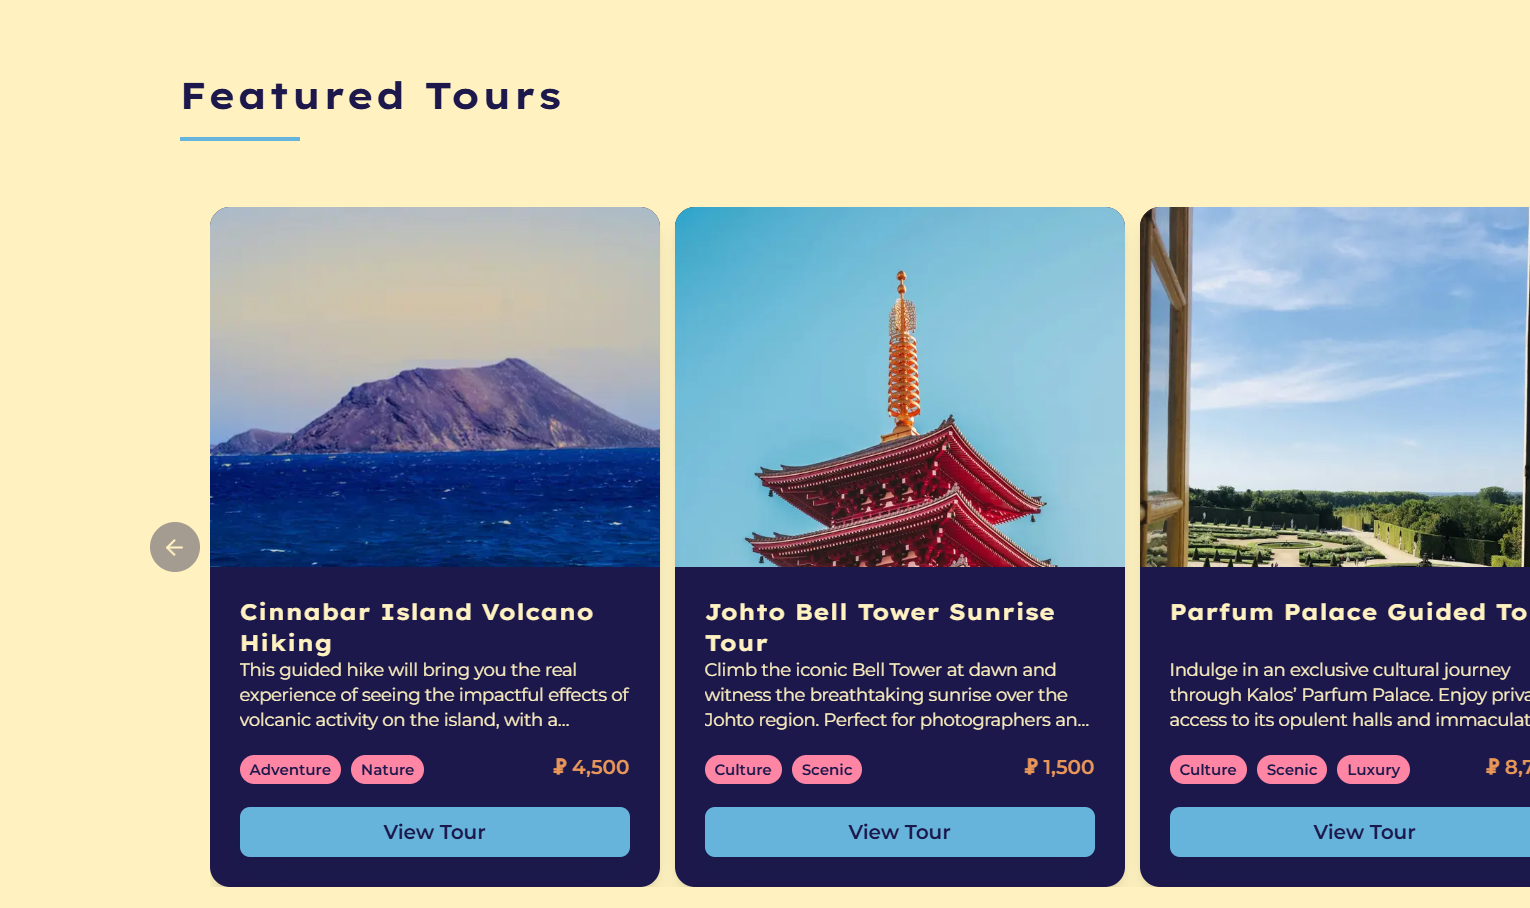 Featured Tours
Cinnabar Island Volcano
Hiking
This guided hike will bring you the real
experience of seeing the impactful effects of
volcanic activity on the island, with a...
Adventure Nature ₽ 4,500
View Tour
Johto Bell Tower Sunrise
Tour
Climb the iconic Bell Tower at dawn and
witness the breathtaking sunrise over the
Johto region. Perfect for photographers an...
Culture Scenic ₽ 1,500
View Tour
Parfum Palace Guided To
Indulge in an exclusive cultural journey
through Kalos’ Parfum Palace. Enjoy priva
access to its opulent halls and immaculat
Culture Scenic Luxury ₽ 8,7
View Tour